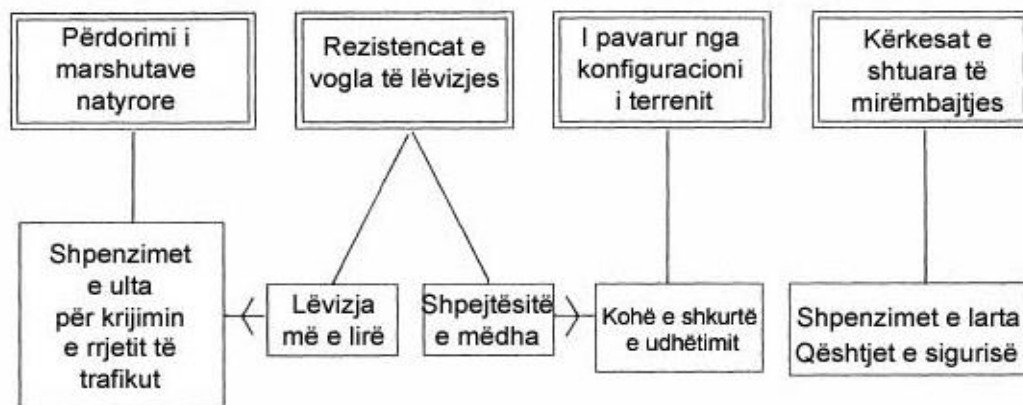 Përdorimi i
marshutave
natyrore
Rezistencat e
vogla të lëvizjes
I pavarur nga
konfiguracioni
i terrenit
Kërkesat e
shtuara të
mirëmbajtjes
Shpenzimet
e ulta
për krijimin
e rrjetit të
trafikut
Lëvizja
më e lirë
Shpejtësitë
e mëdha
Kohë e shkurtë
e udhëtimit
Shpenzimet e larta
Qështjet e sigurisë